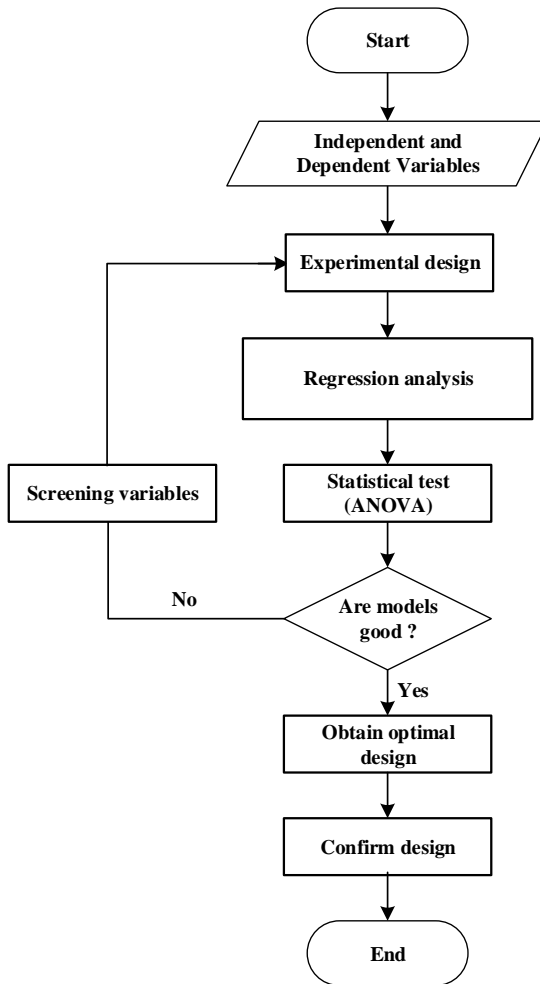 Start
Independent and
Dependent Variables
Experimental design
Regression analysis
Screening variables
Statistical test
(ANOVA)
No
Are models
good ?
Yes
Obtain optimal
design
Confirm design
End